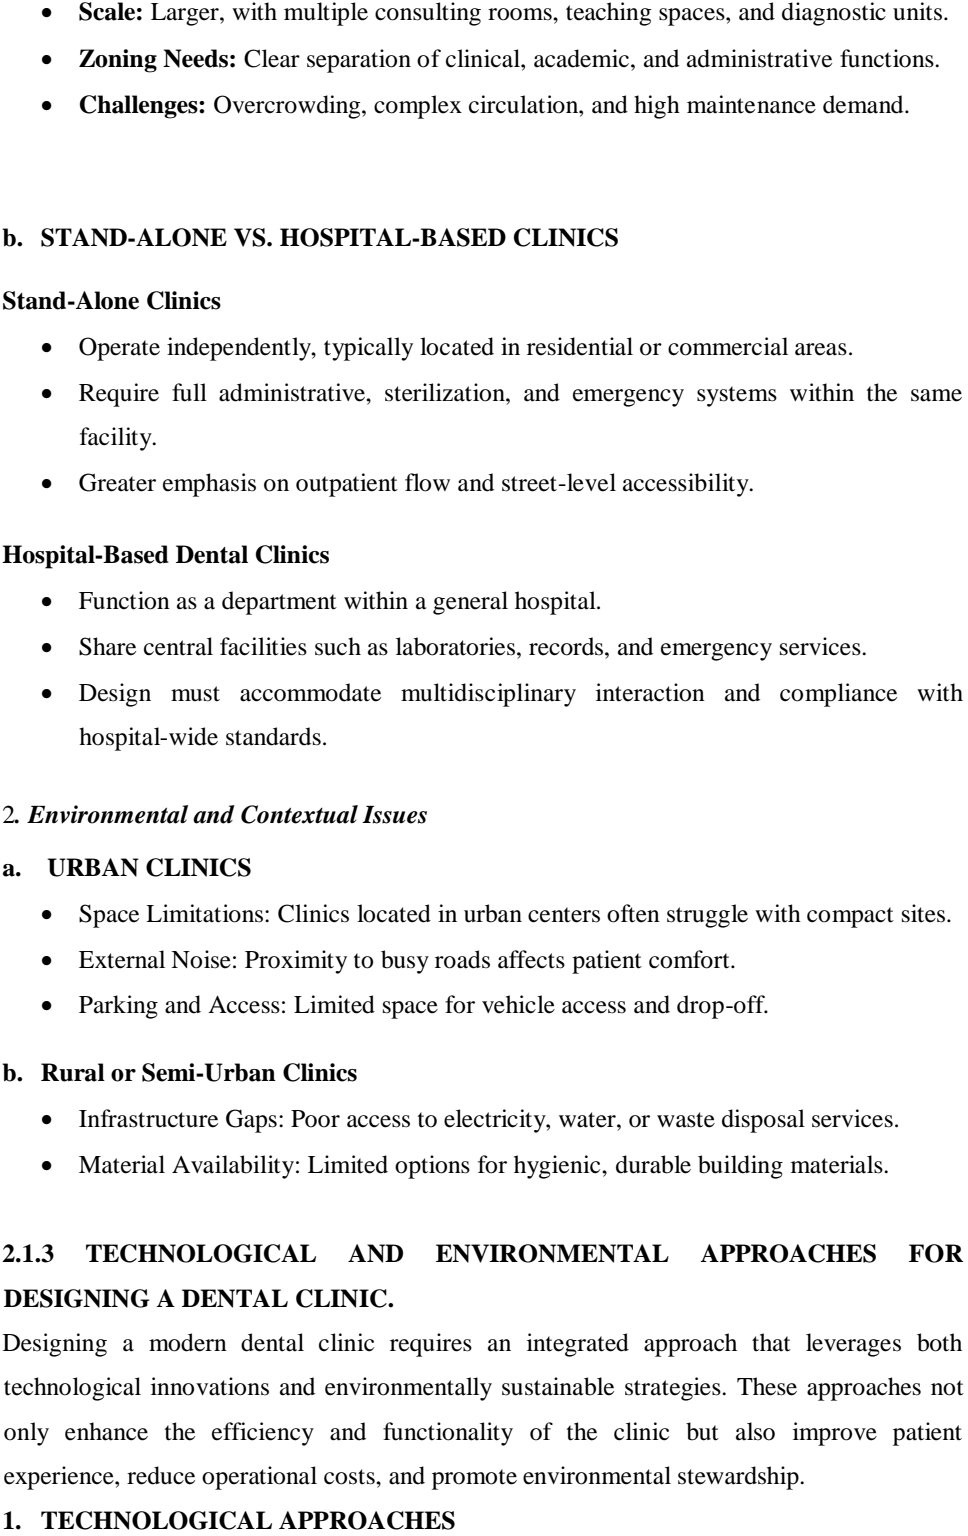 • Scale: Larger, with multiple consulting rooms, teaching spaces, and diagnostic units.
• Zoning Needs: Clear separation of clinical, academic, and administrative functions.
• Challenges: Overcrowding, complex circulation, and high maintenance demand.
b. STAND-ALONE VS. HOSPITAL-BASED CLINICS
Stand-Alone Clinics
• Operate independently, typically located in residential or commercial areas.
• Require full administrative, sterilization, and emergency systems within the same
facility.
• Greater emphasis on outpatient flow and street-level accessibility.
Hospital-Based Dental Clinics
• Function as a department within a general hospital.
• Share central facilities such as laboratories, records, and emergency services.
• Design must accommodate multidisciplinary interaction and compliance with
hospital-wide standards.
2. Environmental and Contextual Issues
a. URBAN CLINICS
• Space Limitations: Clinics located in urban centers often struggle with compact sites.
• External Noise: Proximity to busy roads affects patient comfort.
• Parking and Access: Limited space for vehicle access and drop-off.
b. Rural or Semi-Urban Clinics
• Infrastructure Gaps: Poor access to electricity, water, or waste disposal services.
• Material Availability: Limited options for hygienic, durable building materials.
2.1.3 TECHNOLOGICAL AND ENVIRONMENTAL APPROACHES FOR
DESIGNING A DENTAL CLINIC.
Designing a modern dental clinic requires an integrated approach that leverages both
technological innovations and environmentally sustainable strategies. These approaches not
only enhance the efficiency and functionality of the clinic but also improve patient
experience, reduce operational costs, and promote environmental stewardship.
1. TECHNOLOGICAL APPROACHES